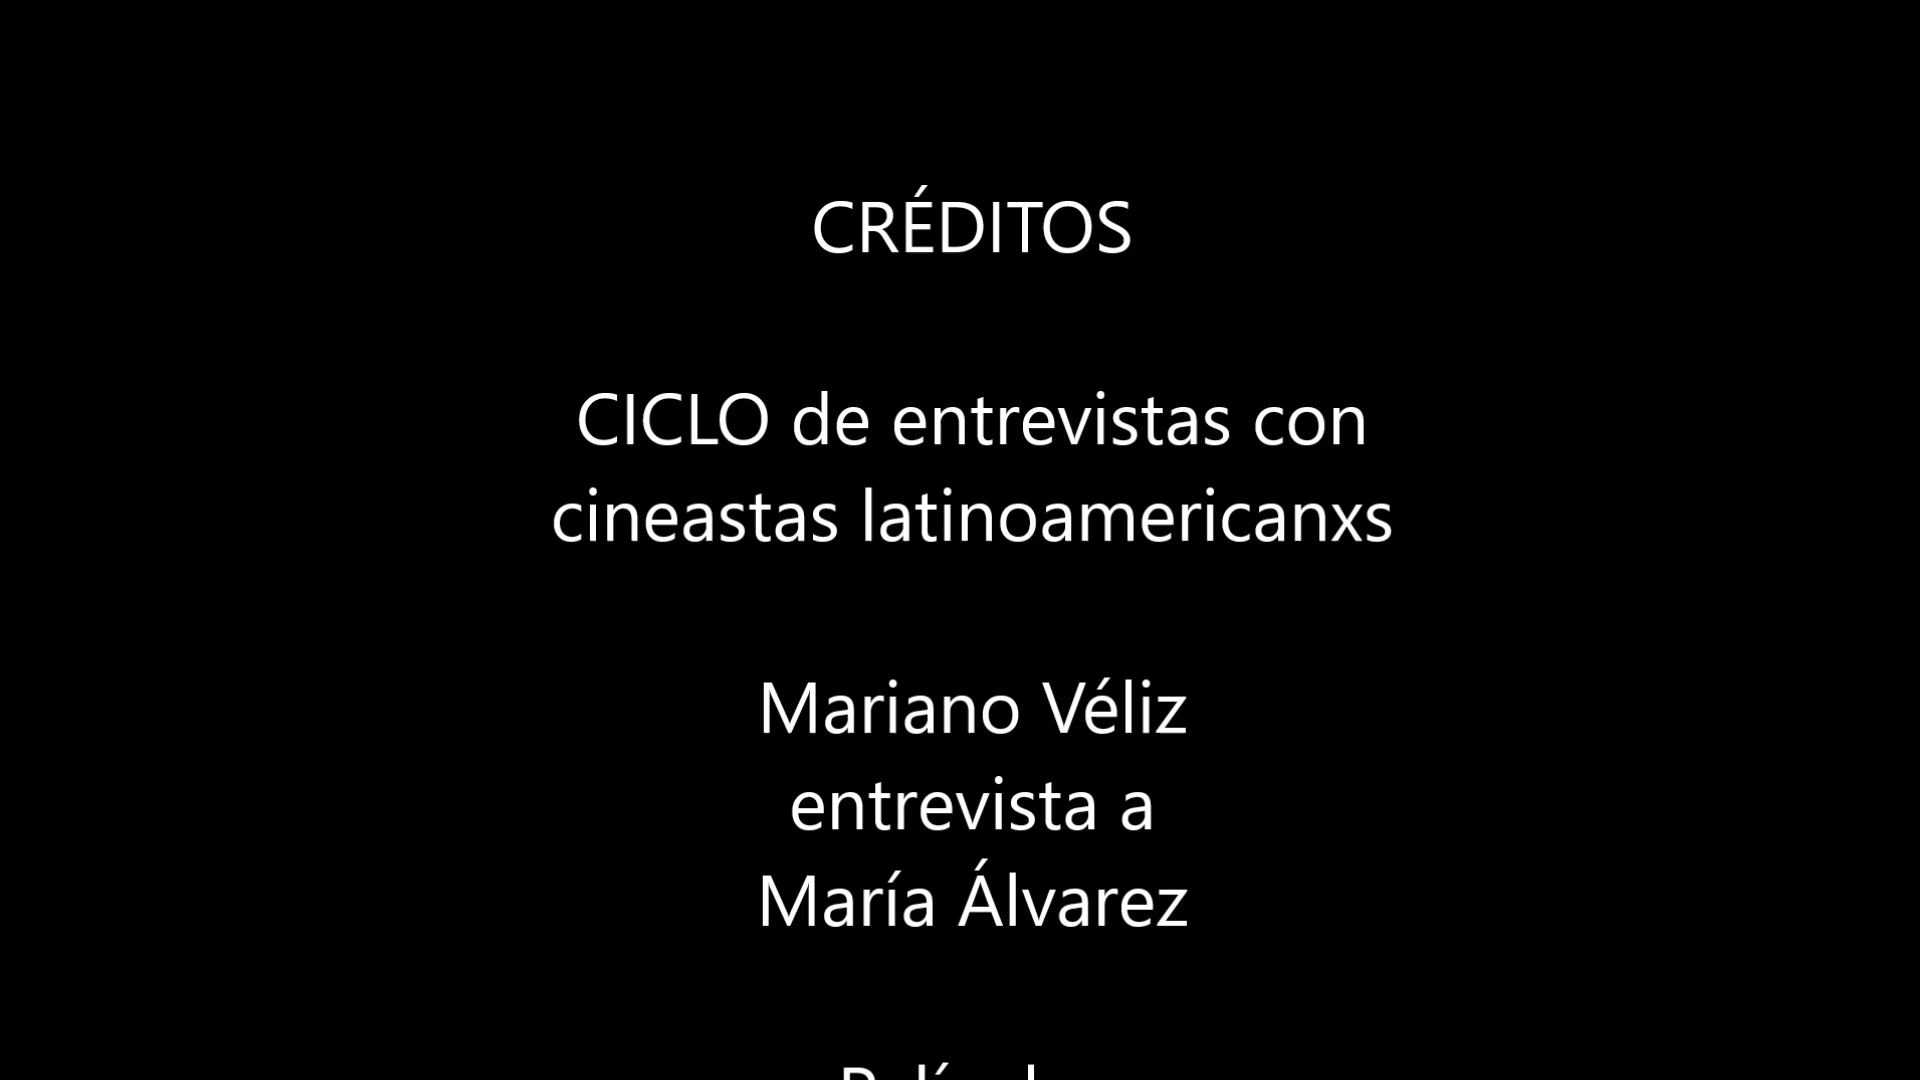 CRÉDITOS
CICLO de entrevistas con
cineastas latinoamericanxs
Mariano Véliz
entrevista a
María Álvarez